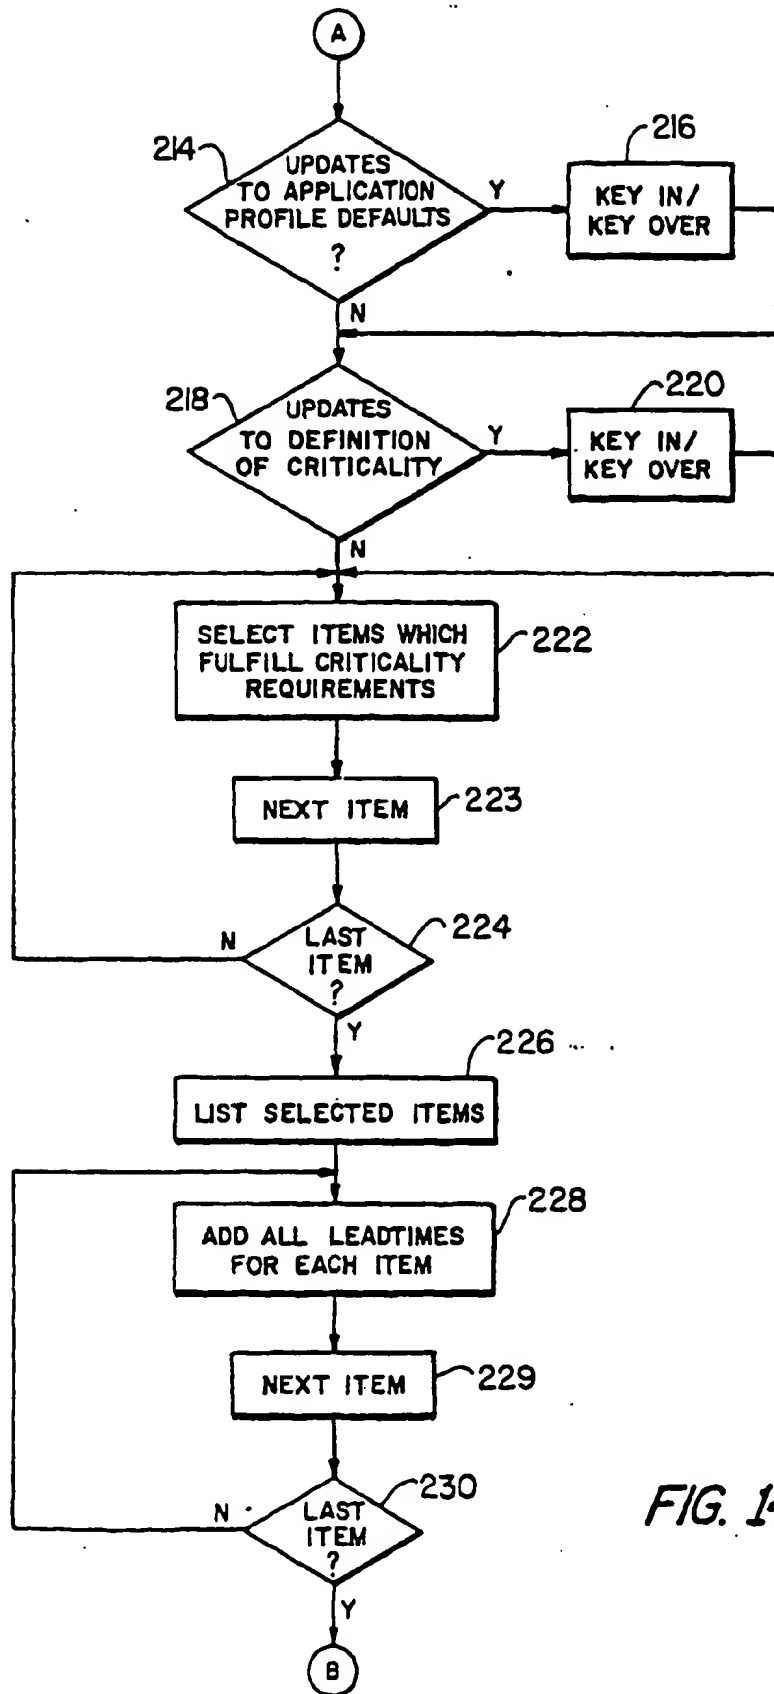 A
214
UPDATES
TO APPLICATION
PROFILE DEFAULTS
?
Y
216
KEY IN/
KEY OVER
N
218
UPDATES
TO DEFINITION
OF CRITICALITY
Y
220
KEY IN/
KEY OVER
N
SELECT ITEMS WHICH
FULFILL CRITICALITY
REQUIREMENTS
222
NEXT ITEM
223
N
LAST
ITEM
?
224
Y
226
LIST SELECTED ITEMS
ADD ALL LEADTIMES
FOR EACH ITEM
228
NEXT ITEM
229
N
LAST
ITEM
?
230
Y
B
FIG. 14